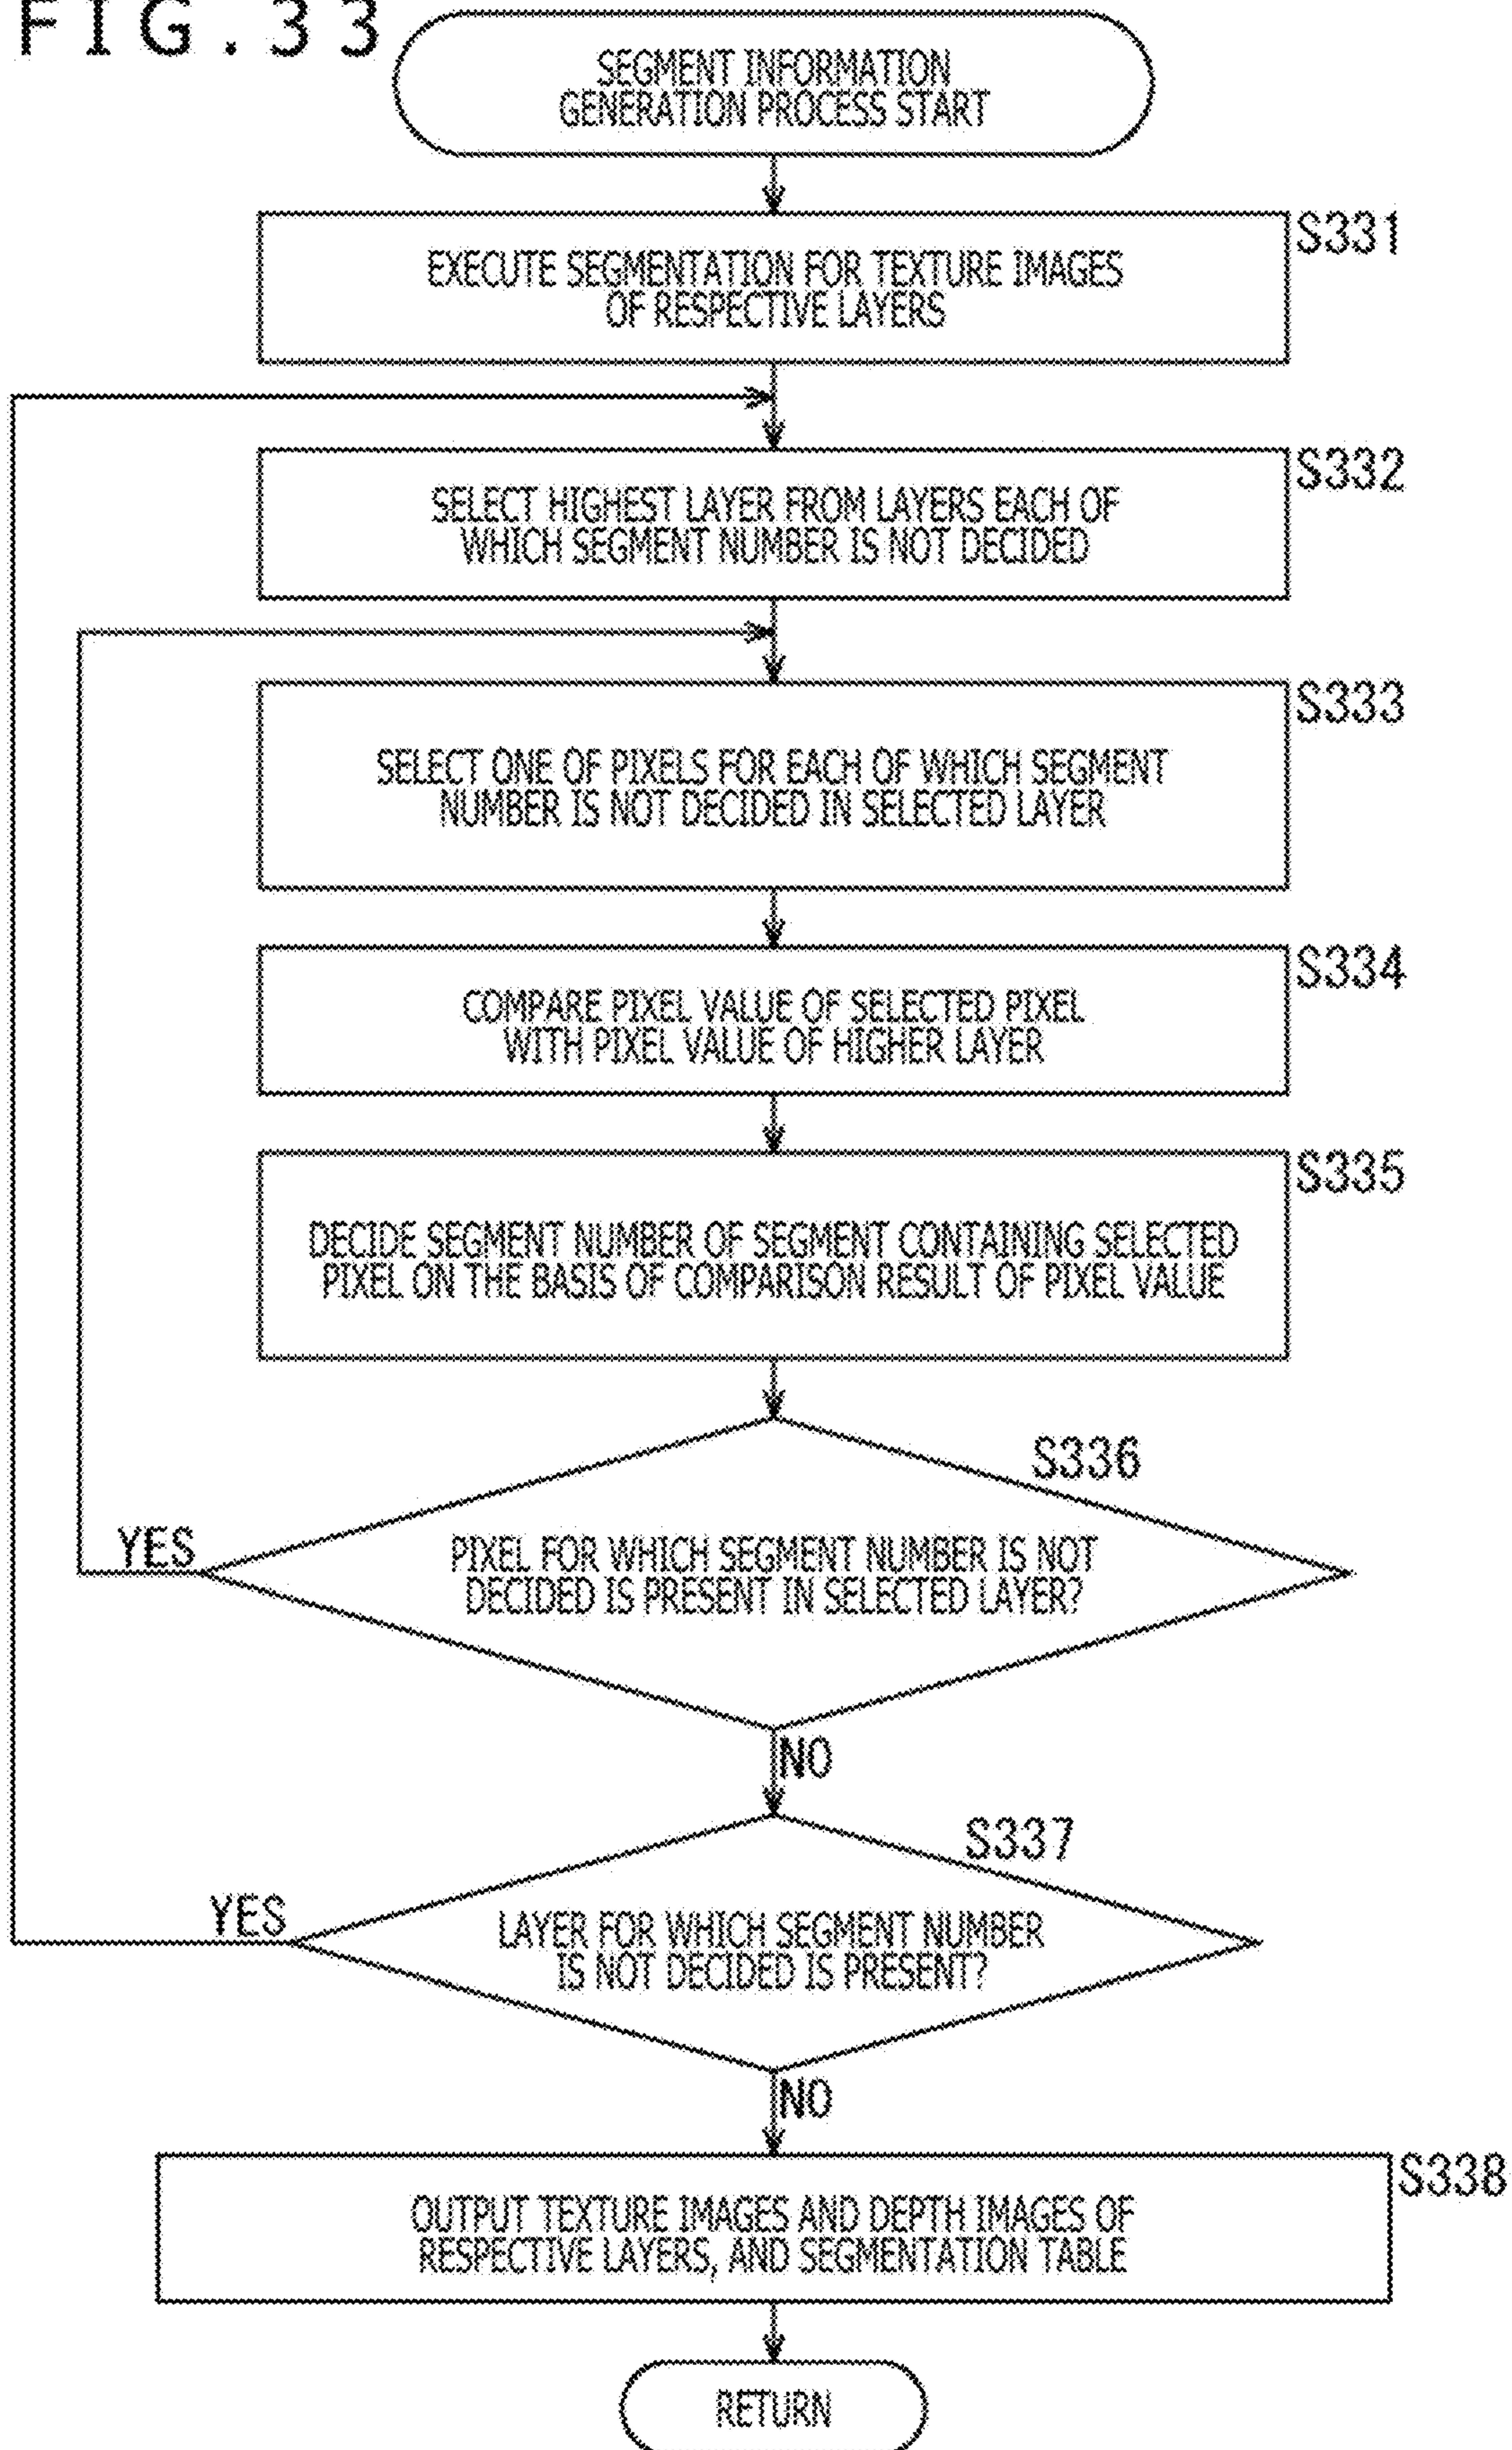 FIG.33
SEGMENT INFORMATION
GENERATION PROCESS START
S331
EXECUTE SEGMENTATION FOR TEXTURE IMAGES
OF RESPECTIVE LAYERS
S332
SELECT HIGHEST LAYER FROM LAYERS EACH OF
WHICH SEGMENT NUMBER IS NOT DECIDED
S333
SELECT ONE OF PIXELS FOR EACH OF WHICH SEGMENT
NUMBER IS NOT DECIDED IN SELECTED LAYER
S334
COMPARE PIXEL VALUE OF SELECTED PIXEL
WITH PIXEL VALUE OF HIGHER LAYER
S335
DECIDE SEGMENT NUMBER OF SEGMENT CONTAINING SELECTED
PIXEL ON THE BASIS OF COMPARISON RESULT OF PIXEL VALUE
S336
YES
PIXEL FOR WHICH SEGMENT NUMBER IS NOT
DECIDED IS PRESENT IN SELECTED LAYER?
NO
S337
YES
LAYER FOR WHICH SEGMENT NUMBER
IS NOT DECIDED IS PRESENT?
NO
S338
OUTPUT TEXTURE IMAGES AND DEPTH IMAGES OF
RESPECTIVE LAYERS, AND SEGMENTATION TABLE
RETURN